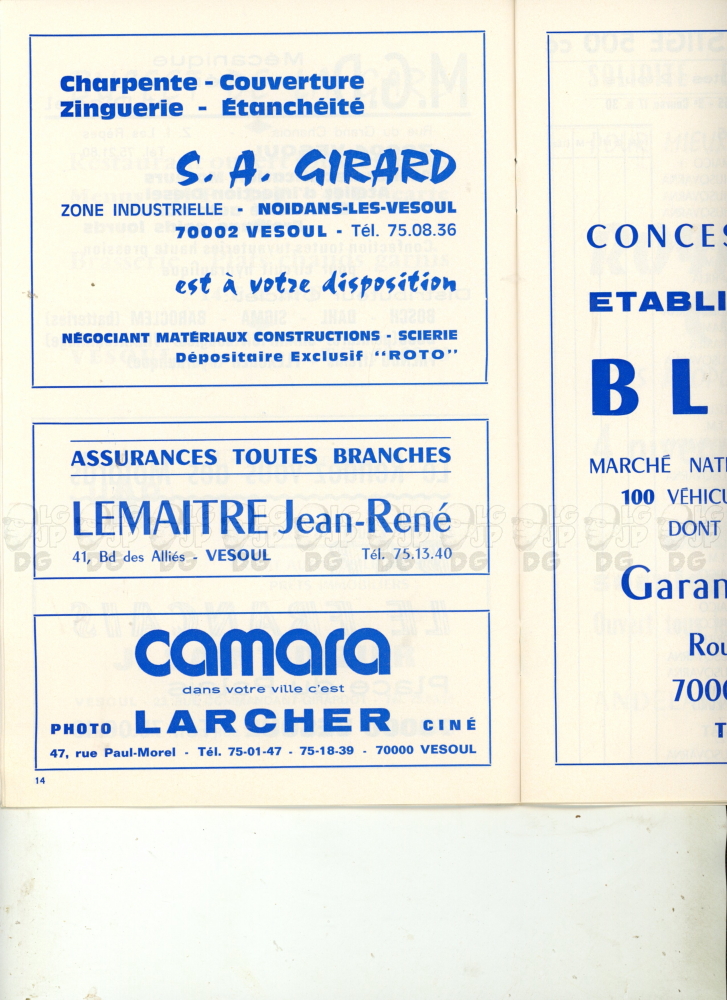 Charpente - Couverture
Zinguerie - Étanchéité
S. A. GIRARD
ZONE INDUSTRIELLE - NOIDANS-LES-VESOUL
70002 VESOUL - Tél. 75.08.36
est à votre disposition
NÉGOCIANT MATÉRIAUX CONSTRUCTIONS - SCIERIE
Dépositaire Exclusif "ROTO"
ASSURANCES TOUTES BRANCHES
LEMAITRE Jean-René
41, Bd des Alliés - VESOUL Tél. 75.13.40
camara
dans votre ville c'est
PHOTO LARCHER CINÉ
47, rue Paul-Morel - Tél. 75-01-47 - 75-18-39 - 70000 VESOUL
14
CONCES
ETABLI
BL
MARCHÉ NATI
100 VÉHICU
DONT
Garan
Rou
7000
T